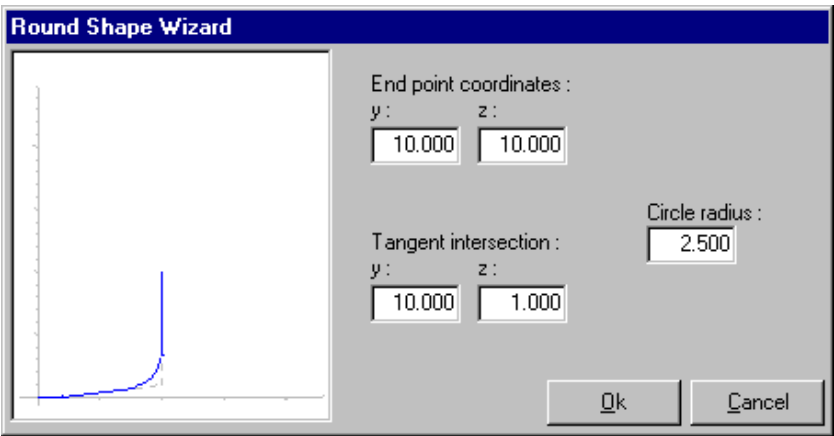 Round Shape Wizard
End point coordinates :
y :   z :
10.000   10.000
Circle radius :
2.500
Tangent intersection :
y :   z :
10.000   1.000
Ok   Cancel